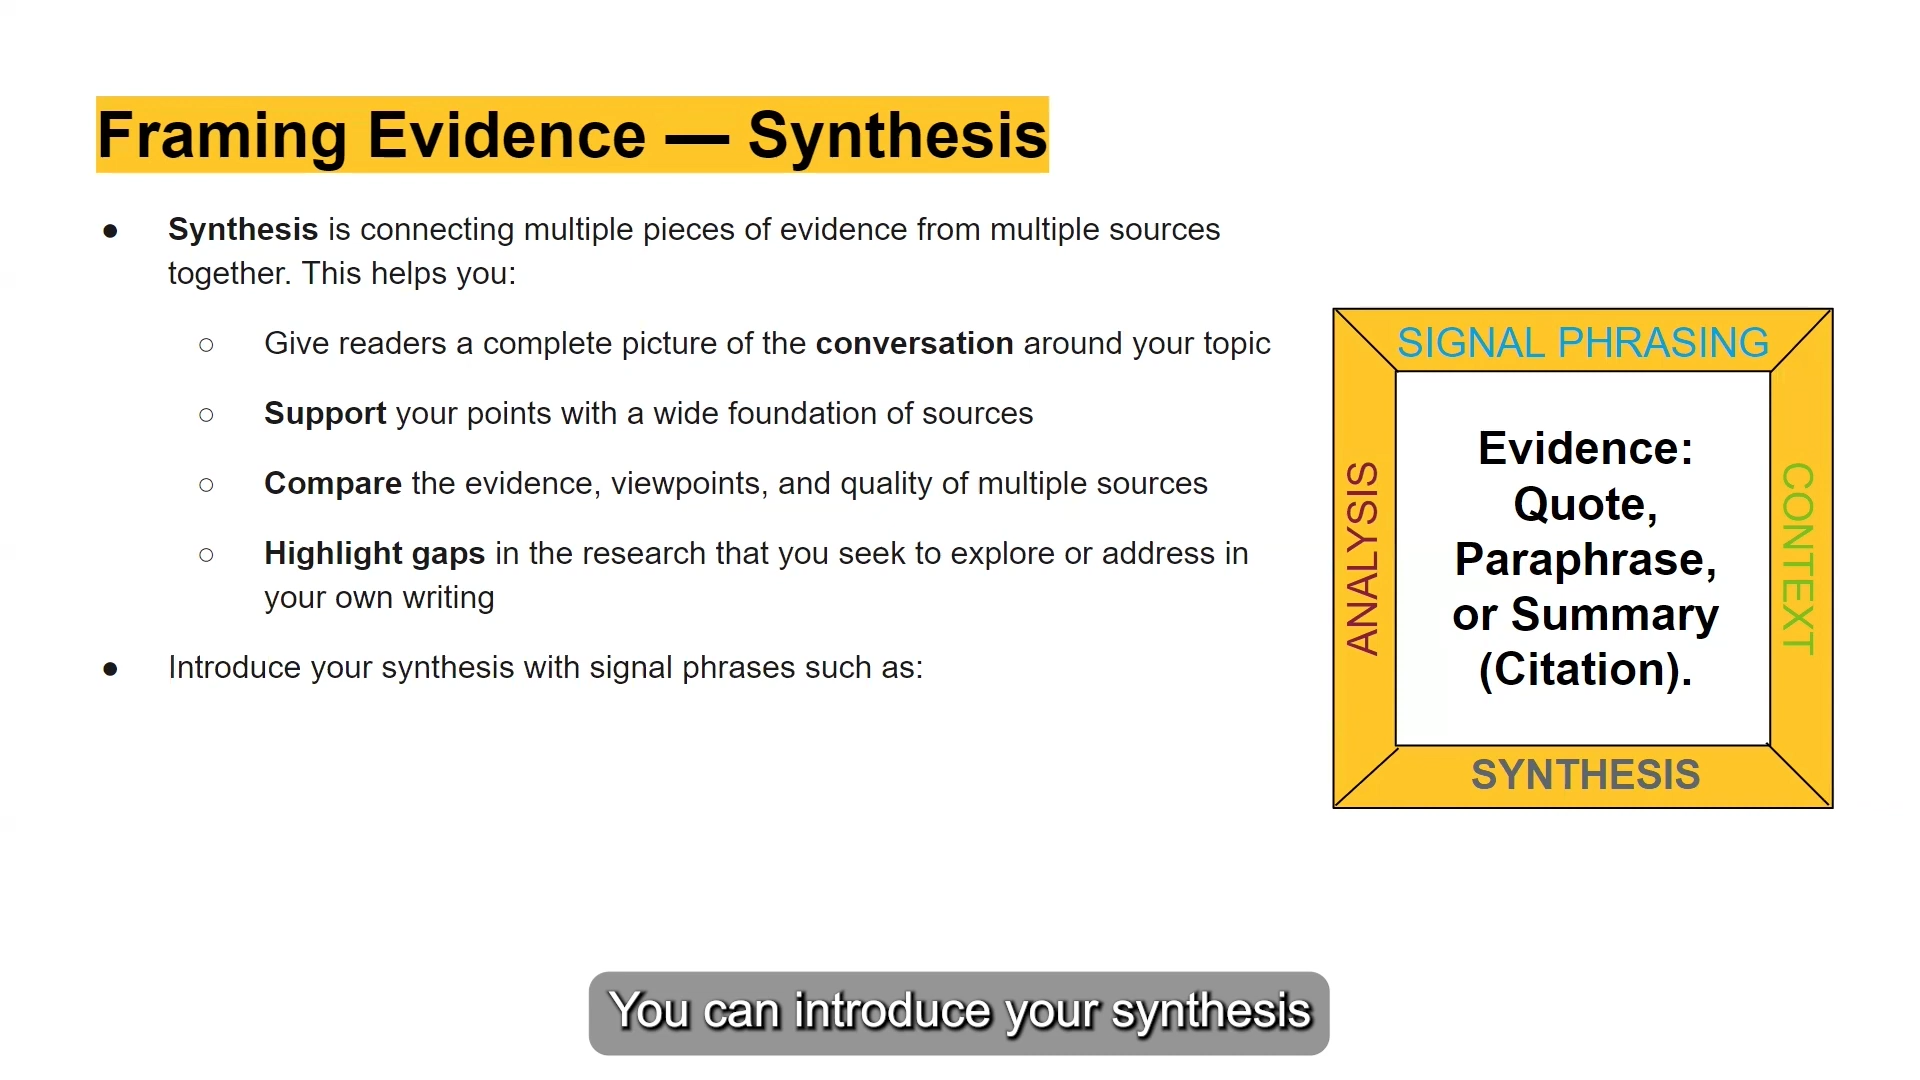 Framing Evidence — Synthesis
● Synthesis is connecting multiple pieces of evidence from multiple sources
together. This helps you:
○ Give readers a complete picture of the conversation around your topic
○ Support your points with a wide foundation of sources
○ Compare the evidence, viewpoints, and quality of multiple sources
○ Highlight gaps in the research that you seek to explore or address in
your own writing
● Introduce your synthesis with signal phrases such as:
SIGNAL PHRASING
ANALYSIS
Evidence:
Quote,
Paraphrase,
or Summary
(Citation).
CONTEXT
SYNTHESIS
You can introduce your synthesis